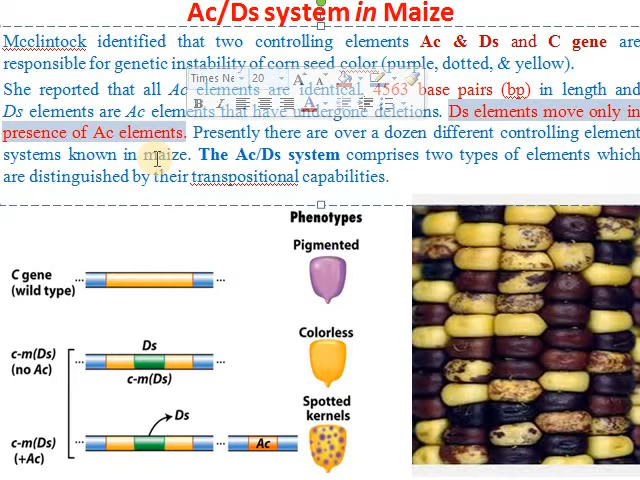 Ac/Ds system in Maize
Mcclintock identified that two controlling elements Ac & Ds and C gene are
responsible for genetic instability of corn seed color (purple, dotted, & yellow).
She reported that all Ac elements are identical, 4563 base pairs (bp) in length and
Times Ne 20 A A
B I A
Ds elements are Ac elements that have undergone deletions. Ds elements move only in
presence of Ac elements. Presently there are over a dozen different controlling element
systems known in maize. The Ac/Ds system comprises two types of elements which
are distinguished by their transpositional capabilities.
Phenotypes
Pigmented
C gene
(wild type)
Colorless
Ds
c-m(Ds)
(no Ac)
c-m(Ds)
Spotted
kernels
Ds
c-m(Ds)
(+Ac)
Ac